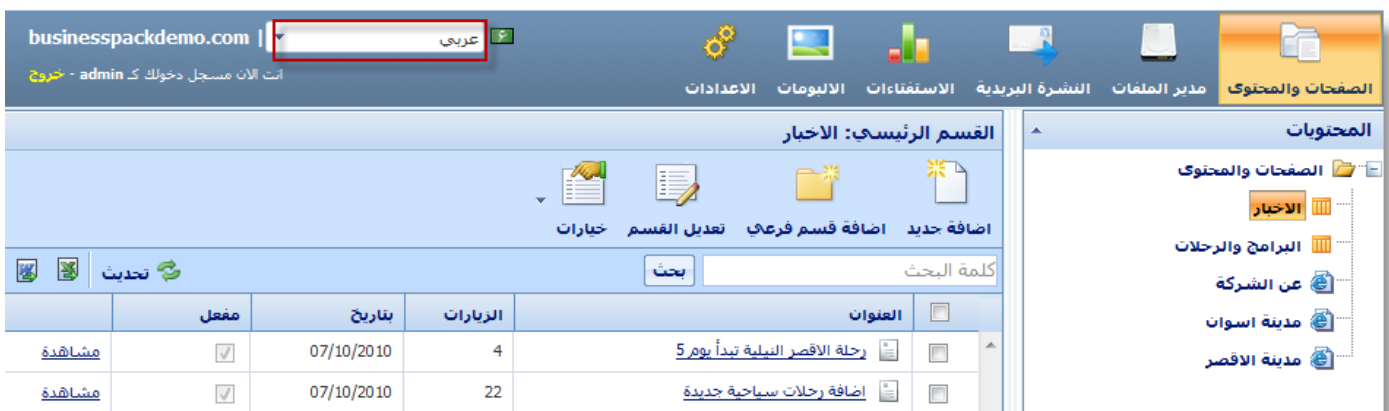 عربي
businesspackdemo.com |
انت الان مسجل دخولك كـ admin - خروج
الصفحات والمحتوى
مدير الملفات
النشرة البريدية
الاستفتاءات
الالبومات
الاعدادات
المحتويات
الصفحات والمحتوى
الاخبار
البرامج والرحلات
عن الشركة
مدينة اسوان
مدينة الاقصر
القسم الرئيسي: الاخبار
اضافة جديد
اضافة قسم فرعي
تعديل القسم
خيارات
كلمة البحث
بحث
تحديث
العنوان الزيارات بتاريخ مفعل
رحلة الاقصر النيلية تبدأ يوم 5 4 07/10/2010 مشاهدة
اضافة رحلات سياحية جديدة 22 07/10/2010 مشاهدة